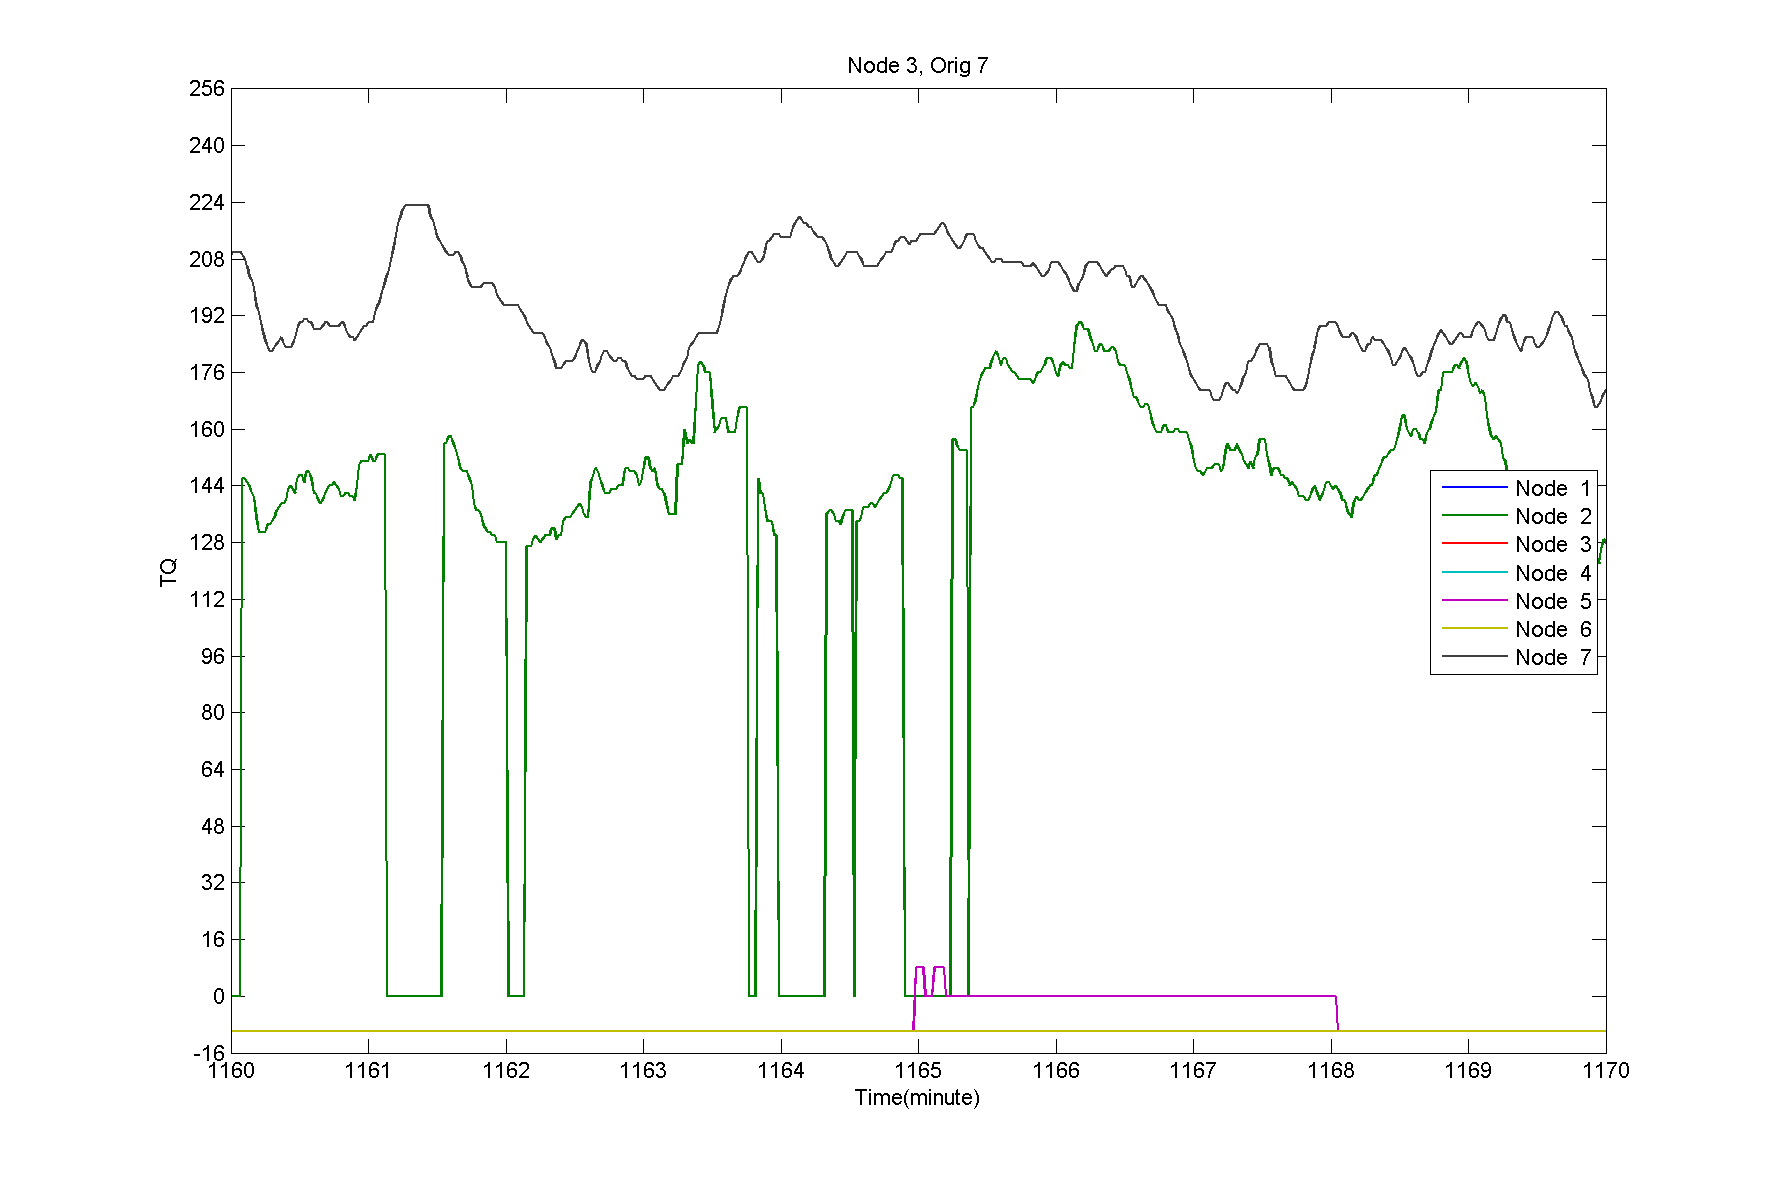 Node 3, Orig 7
256
240
224
208
192
176
160
144
128
112
96
80
64
48
32
16
0
-16
TQ
Node 1
Node 2
Node 3
Node 4
Node 5
Node 6
Node 7
1160 1161 1162 1163 1164 1165 1166 1167 1168 1169 1170
Time(minute)